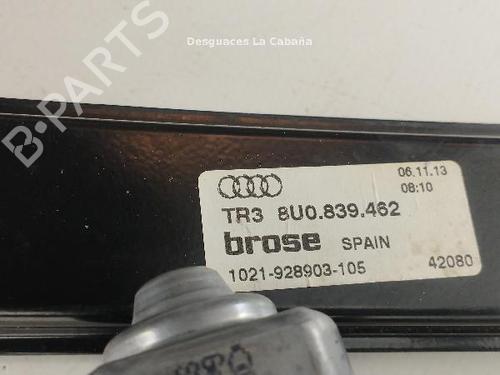 Desguaces La Cabaña
B-PARTS
06.11.13
08:10
TR3 8U0.839.462
brose SPAIN
1021-928903-105 42080